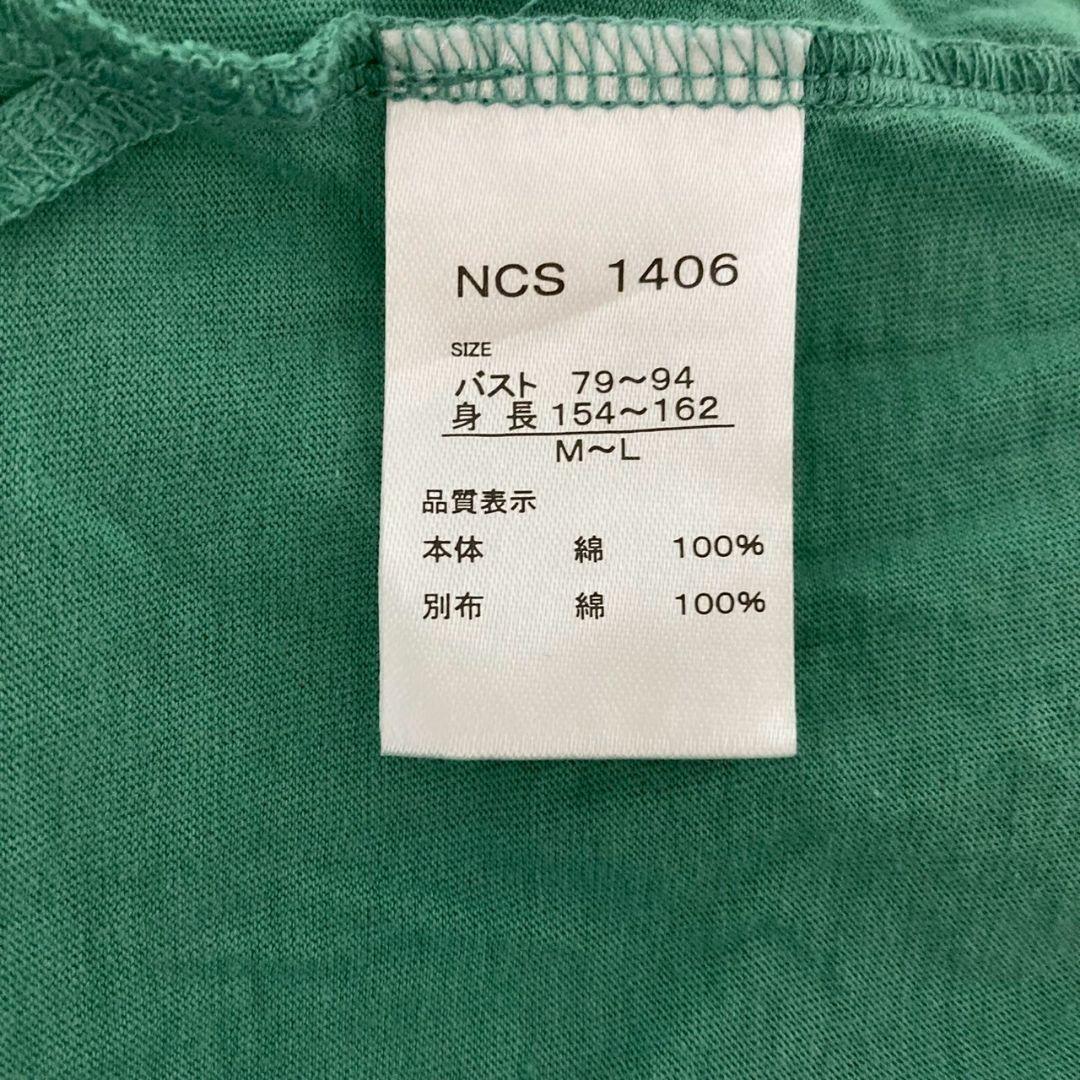 NCS 1406
SIZE
バスト 79～94
身長 154～162
M～L
品質表示
本体 綿 100%
別布 綿 100%